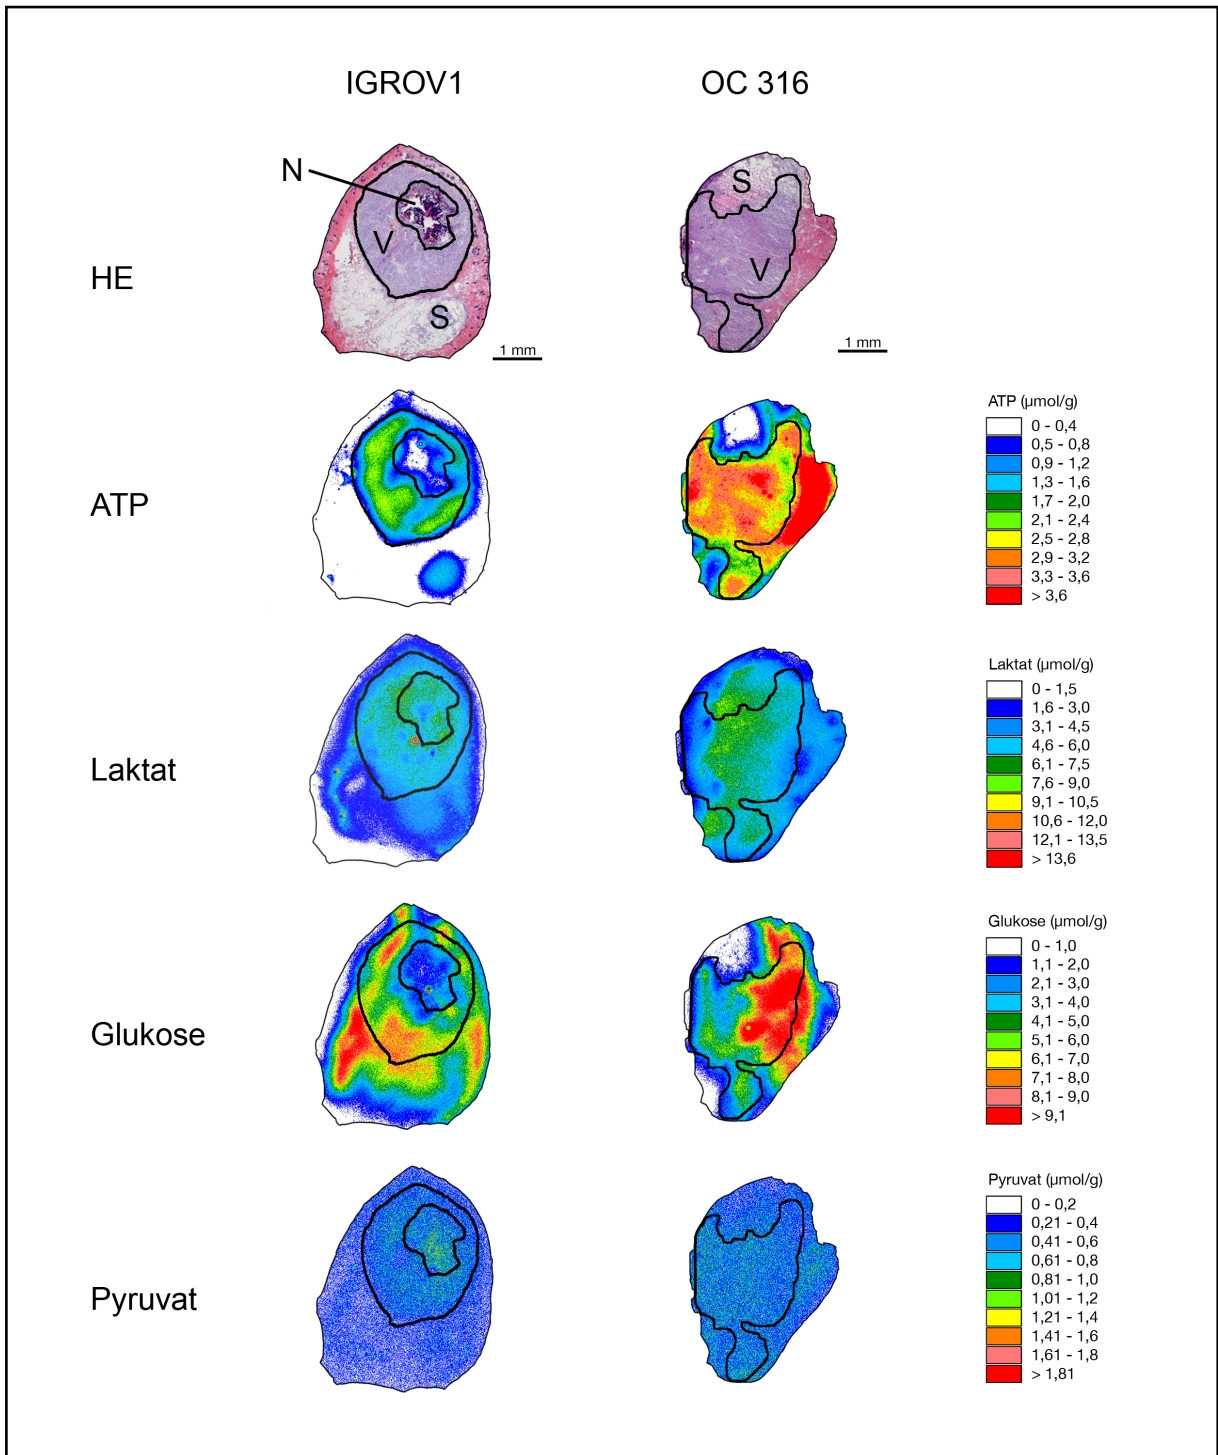 IGROV1 OC 316
N
V
S
S
V
HE
1 mm
1 mm
ATP
ATP (µmol/g)
0 - 0,4
0,5 - 0,8
0,9 - 1,2
1,3 - 1,6
1,7 - 2,0
2,1 - 2,4
2,5 - 2,8
2,9 - 3,2
3,3 - 3,6
> 3,6
Laktat
Laktat (µmol/g)
0 - 1,5
1,6 - 3,0
3,1 - 4,5
4,6 - 6,0
6,1 - 7,5
7,6 - 9,0
9,1 - 10,5
10,6 - 12,0
12,1 - 13,5
> 13,6
Glukose
Glukose (µmol/g)
0 - 1,0
1,1 - 2,0
2,1 - 3,0
3,1 - 4,0
4,1 - 5,0
5,1 - 6,0
6,1 - 7,0
7,1 - 8,0
8,1 - 9,0
> 9,1
Pyruvat
Pyruvat (µmol/g)
0 - 0,2
0,21 - 0,4
0,41 - 0,6
0,61 - 0,8
0,81 - 1,0
1,01 - 1,2
1,21 - 1,4
1,41 - 1,6
1,61 - 1,8
> 1,81